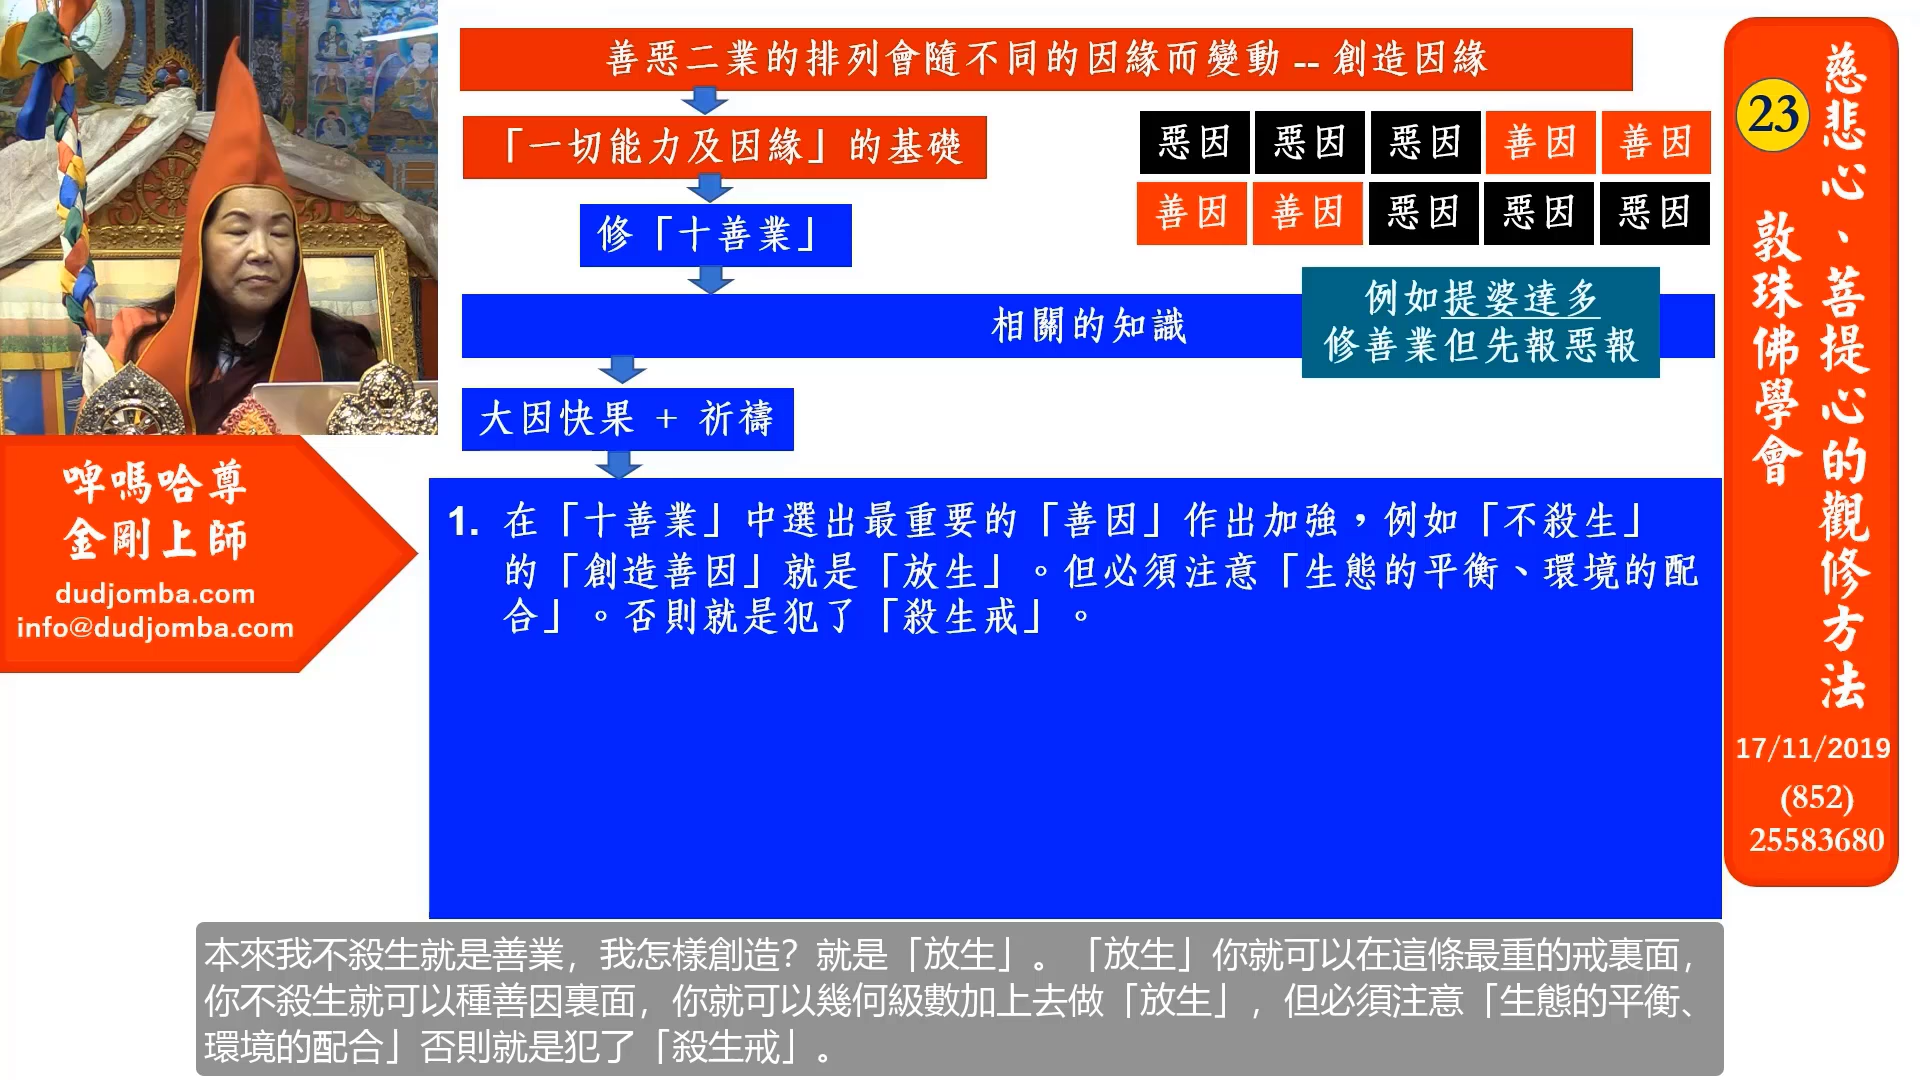 善惡二業的排列會隨不同的因緣而變動 -- 創造因緣
「一切能力及因緣」的基礎
修「十善業」
惡因 惡因 惡因 善因 善因
善因 善因 惡因 惡因 惡因
相關的知識
例如提婆達多
修善業但先報惡報
大因快果 + 祈禱
1. 在「十善業」中選出最重要的「善因」作出加強，例如「不殺生」
的「創造善因」就是「放生」。但必須注意「生態的平衡、環境的配
合」。否則就是犯了「殺生戒」。
啤嗎哈尊
金剛上師
dudjomba.com
info@dudjomba.com
23
慈悲心、菩提心的觀修方法
敦珠佛學會
17/11/2019
(852)
25583680
本來我不殺生就是善業，我怎樣創造？就是「放生」。「放生」你就可以在這條最重的戒裏面，
你不殺生就可以種善因裏面，你就可以幾何級數加上去做「放生」，但必須注意「生態的平衡、
環境的配合」否則就是犯了「殺生戒」。